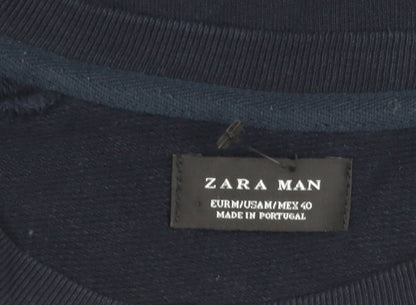 ZARA MAN
EUR M/USA M/MEX 40
MADE IN PORTUGAL